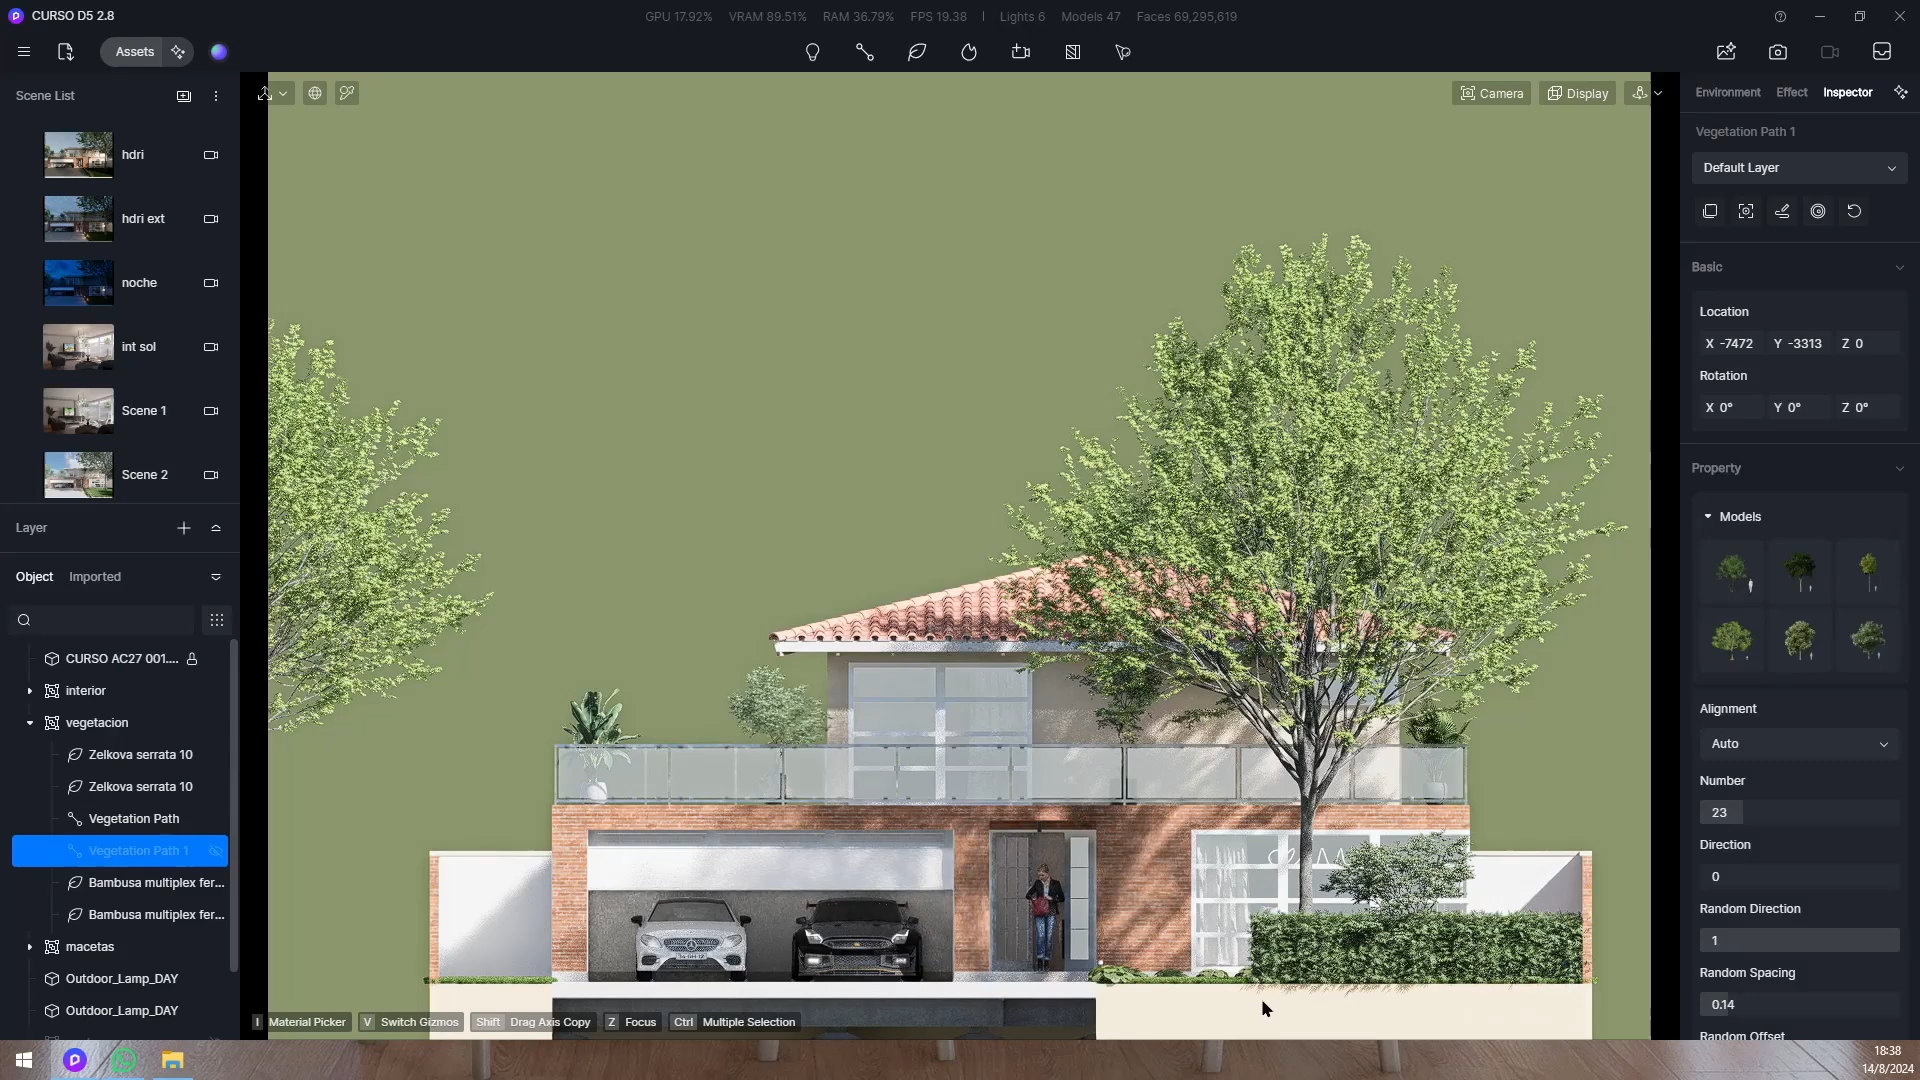 CURSO D5 2.8
GPU 17.92% VRAM 89.51% RAM 36.79% FPS 19.38 | Lights 6 Models 47 Faces 69,295,619
Assets
Scene List
Camera
Display
Environment Effect Inspector
Vegetation Path 1
Default Layer
hdri
hdri ext
noche
int sol
Scene 1
Scene 2
Basic
Location
X -7472 Y -3313 Z 0
Rotation
X 0° Y 0° Z 0°
Property
Models
Layer
Object Imported
CURSO AC27 001....
interior
vegetacion
Zelkova serrata 10
Zelkova serrata 10
Vegetation Path
Vegetation Path 1
Bambusa multiplex fer...
Bambusa multiplex fer...
macetas
Outdoor_Lamp_DAY
Outdoor_Lamp_DAY
Alignment
Auto
Number
23
Direction
0
Random Direction
1
Random Spacing
0.14
Random Offset
I Material Picker V Switch Gizmos Shift Drag Axis Copy Z Focus Ctrl Multiple Selection
18:38
14/8/2024